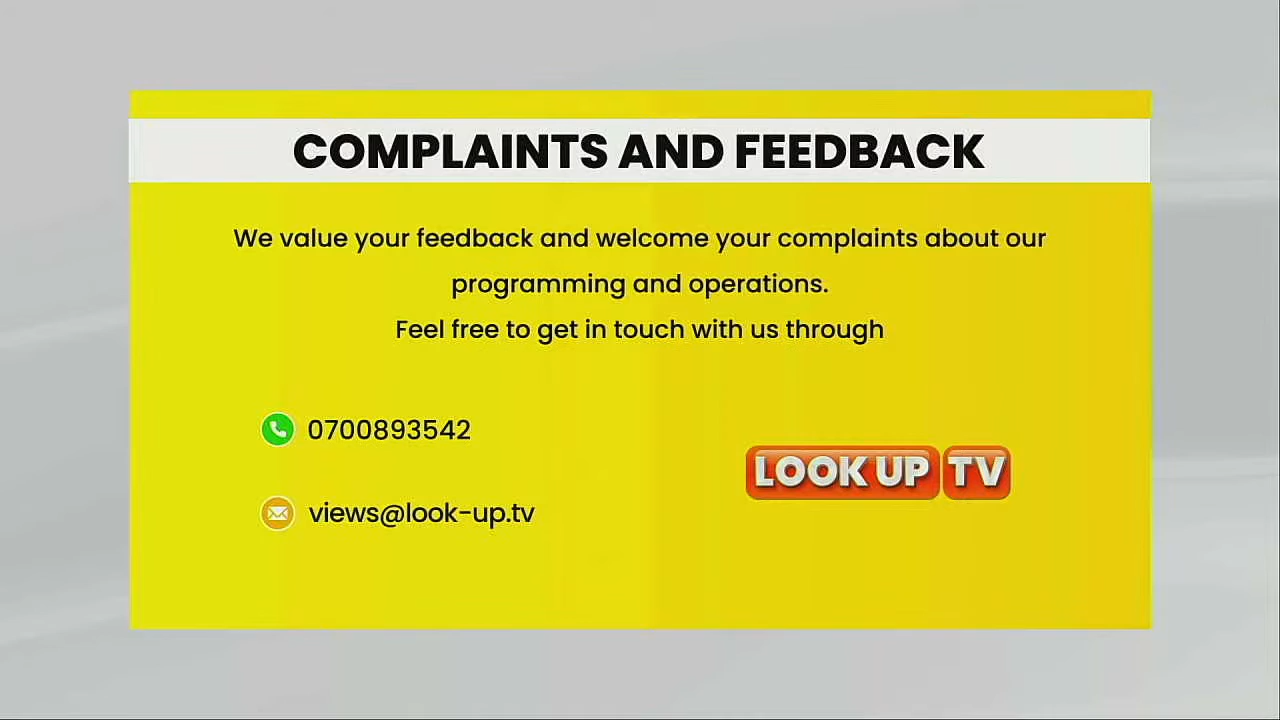 COMPLAINTS AND FEEDBACK
We value your feedback and welcome your complaints about our
programming and operations.
Feel free to get in touch with us through
0700893542
views@look-up.tv
LOOK UP TV